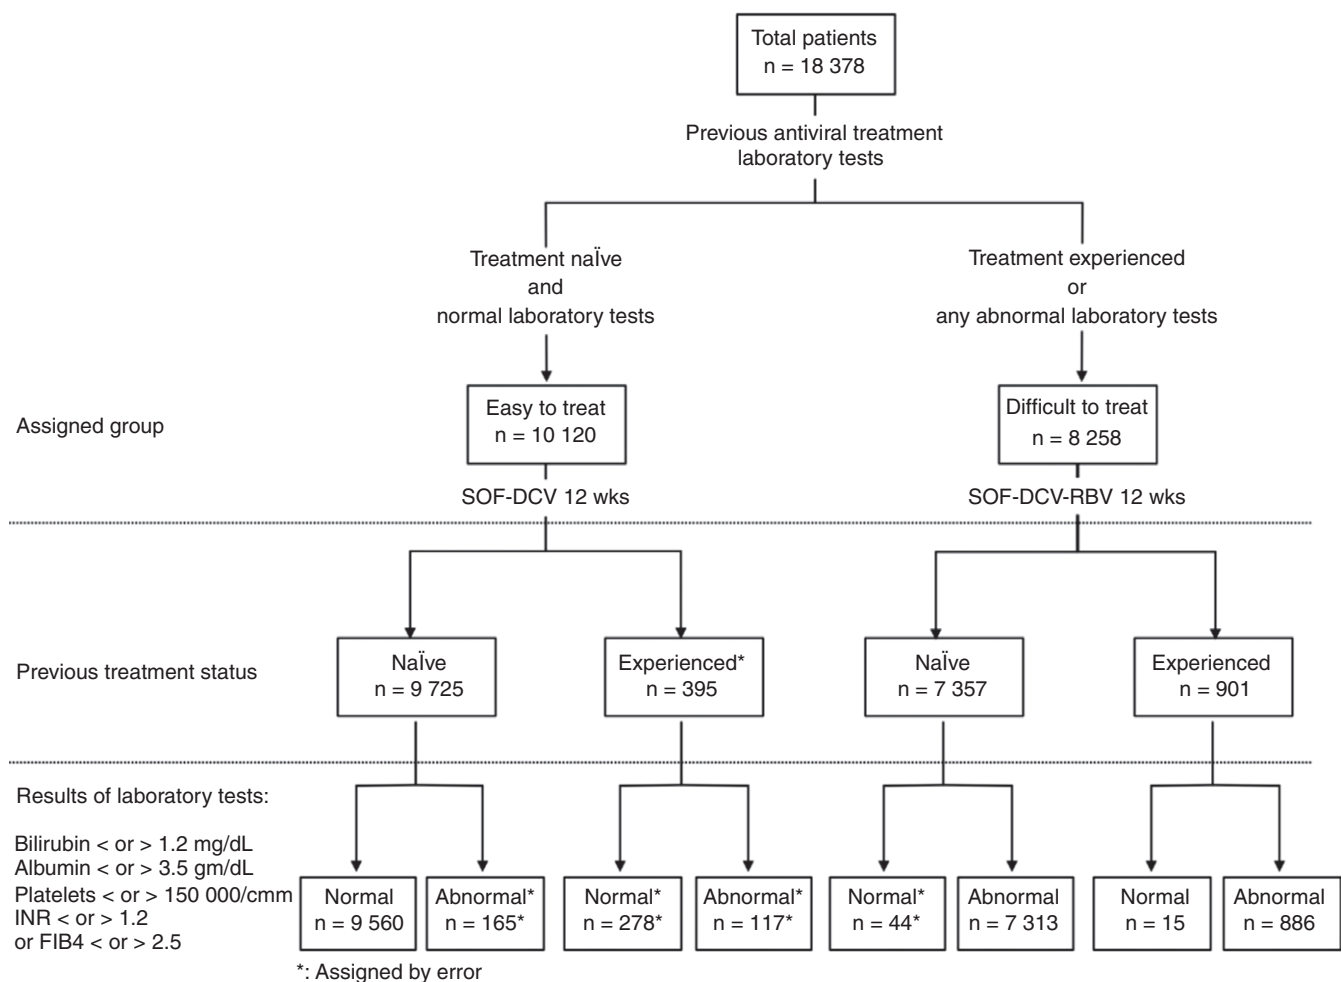 Total patients
n = 18 378
Previous antiviral treatment
laboratory tests
Treatment naÏve
and
normal laboratory tests
Treatment experienced
or
any abnormal laboratory tests
Assigned group
Easy to treat
n = 10 120
Difficult to treat
n = 8 258
SOF-DCV 12 wks
SOF-DCV-RBV 12 wks
Previous treatment status
NaÏve
n = 9 725
Experienced*
n = 395
NaÏve
n = 7 357
Experienced
n = 901
Results of laboratory tests:
Bilirubin < or > 1.2 mg/dL
Albumin < or > 3.5 gm/dL
Platelets < or > 150 000/cmm
INR < or > 1.2
or FIB4 < or > 2.5
Normal
n = 9 560
Abnormal*
n = 165*
Normal*
n = 278*
Abnormal*
n = 117*
Normal*
n = 44*
Abnormal
n = 7 313
Normal
n = 15
Abnormal
n = 886
*: Assigned by error